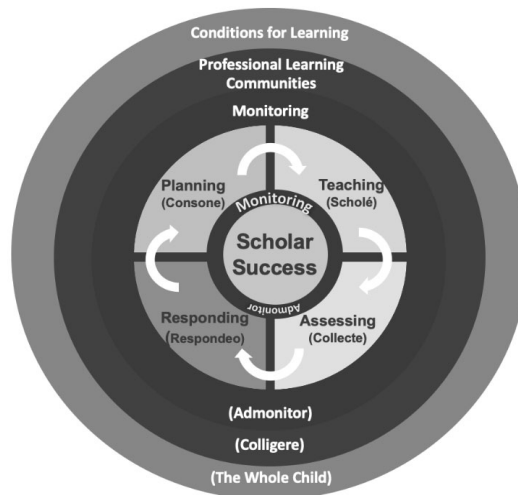 Conditions for Learning
Professional Learning
Communities
Monitoring
Planning
(Consone)
Teaching
(Scholé)
Monitoring
Scholar
Success
Admonitor
Responding
(Respondeo)
Assessing
(Collecte)
(Admonitor)
(Colligere)
(The Whole Child)